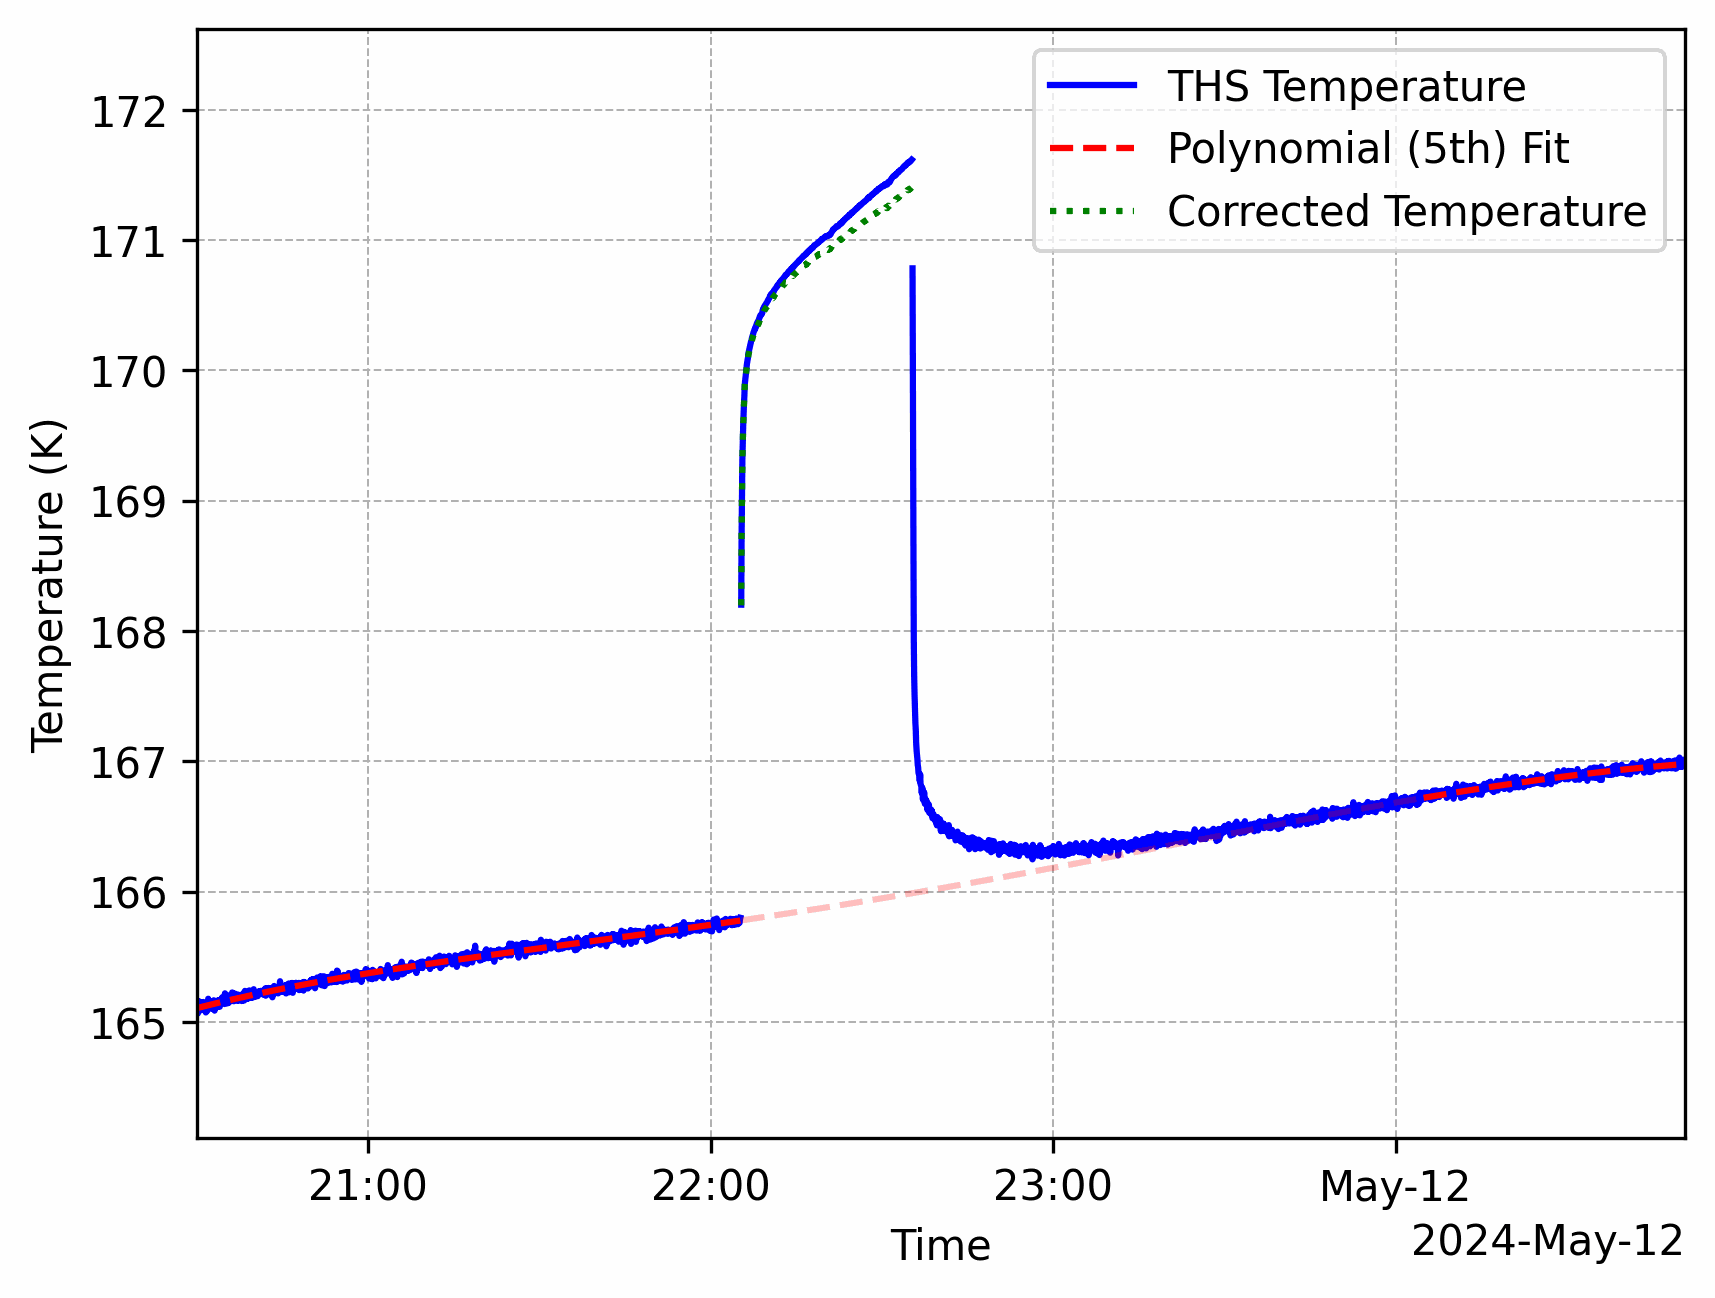 THS Temperature
Polynomial (5th) Fit
Corrected Temperature
172
171
170
169
168
167
166
165
Temperature (K)
21:00
22:00
23:00
May-12
Time
2024-May-12